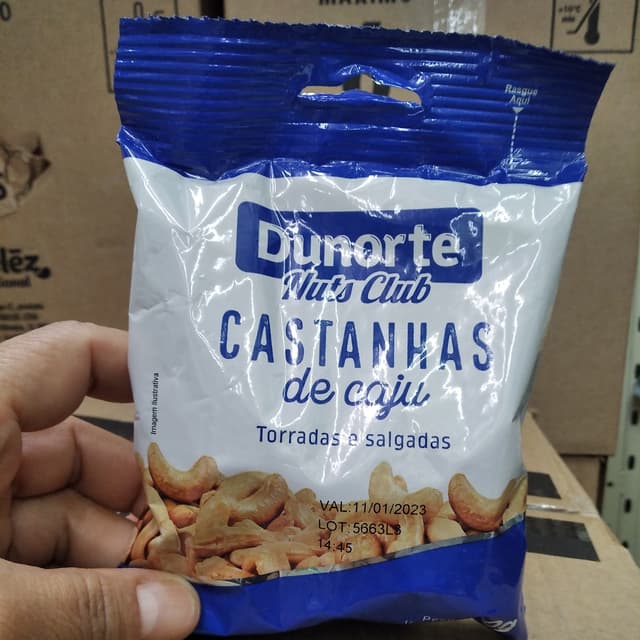 Rasgue
Aqui
Dunorte
Nuts Club
CASTANHAS
de caju
Torradas e salgadas
Imagem Ilustrativa
VAL:11/01/2023
LOT:5663L3
14:45